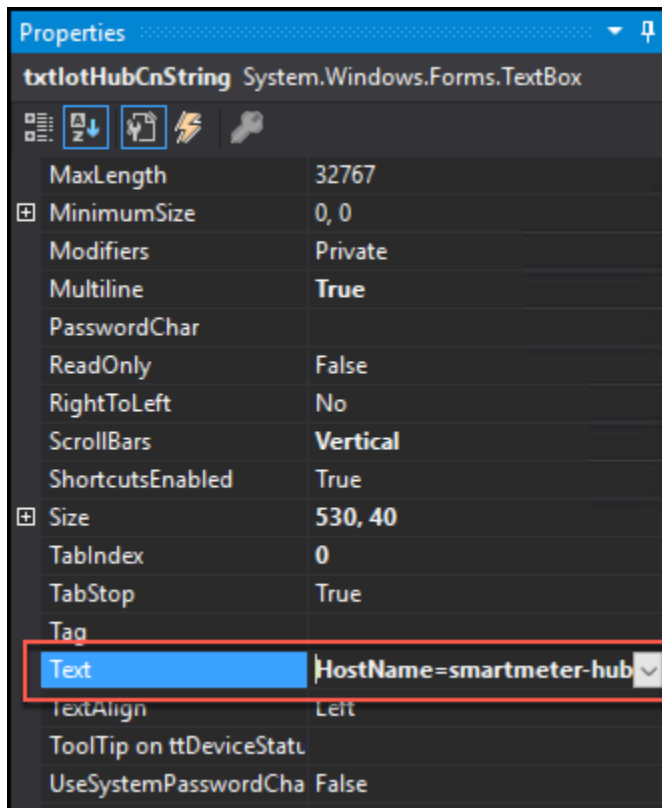 Properties
txtIotHubCnString System.Windows.Forms.TextBox
MaxLength 32767
MinimumSize 0, 0
Modifiers Private
Multiline True
PasswordChar
ReadOnly False
RightToLeft No
ScrollBars Vertical
ShortcutsEnabled True
Size 530, 40
TabIndex 0
TabStop True
Tag
Text HostName=smartmeter-hub
TextAlign Left
ToolTip on ttDeviceStatu
UseSystemPasswordCha False